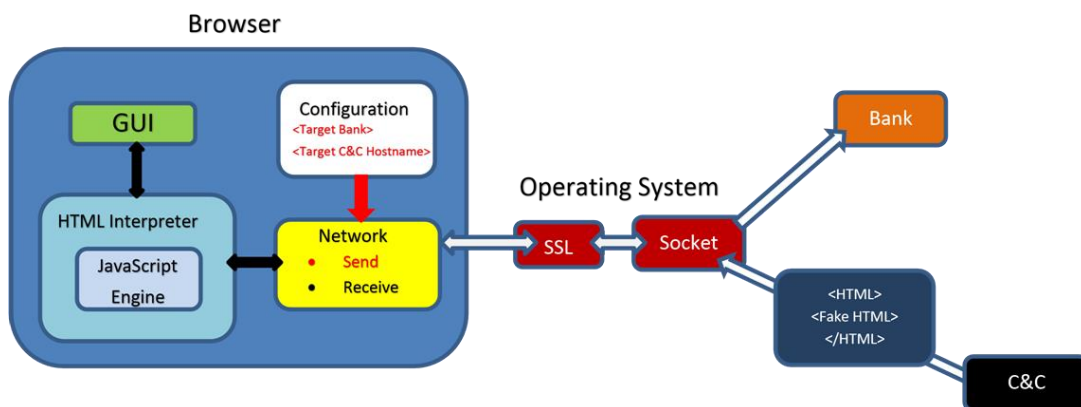 Browser
GUI
Configuration
<Target Bank>
<Target C&C Hostname>
HTML Interpreter
JavaScript
Engine
Network
• Send
• Receive
Operating System
SSL
Socket
Bank
<HTML>
<Fake HTML>
</HTML>
C&C